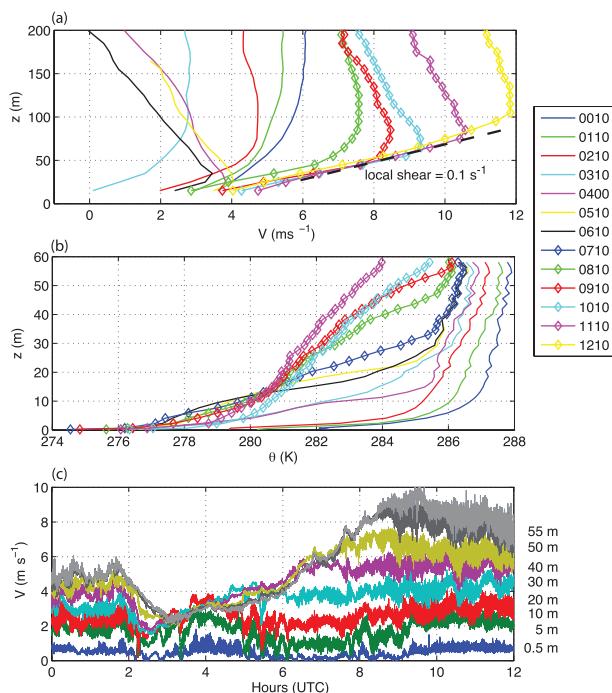 (a)
200
150
100
50
0
z (m)
0
2
4
6
8
10
12
V (ms⁻¹)
local shear = 0.1 s⁻¹
0010
0110
0210
0310
0400
0510
0610
0710
0810
0910
1010
1110
1210
(b)
60
50
40
30
20
10
0
z (m)
274
276
278
280
282
284
286
288
θ (K)
(c)
10
8
6
4
2
0
V (m s⁻¹)
0
2
4
6
8
10
12
Hours (UTC)
55 m
50 m
40 m
30 m
20 m
10 m
5 m
0.5 m